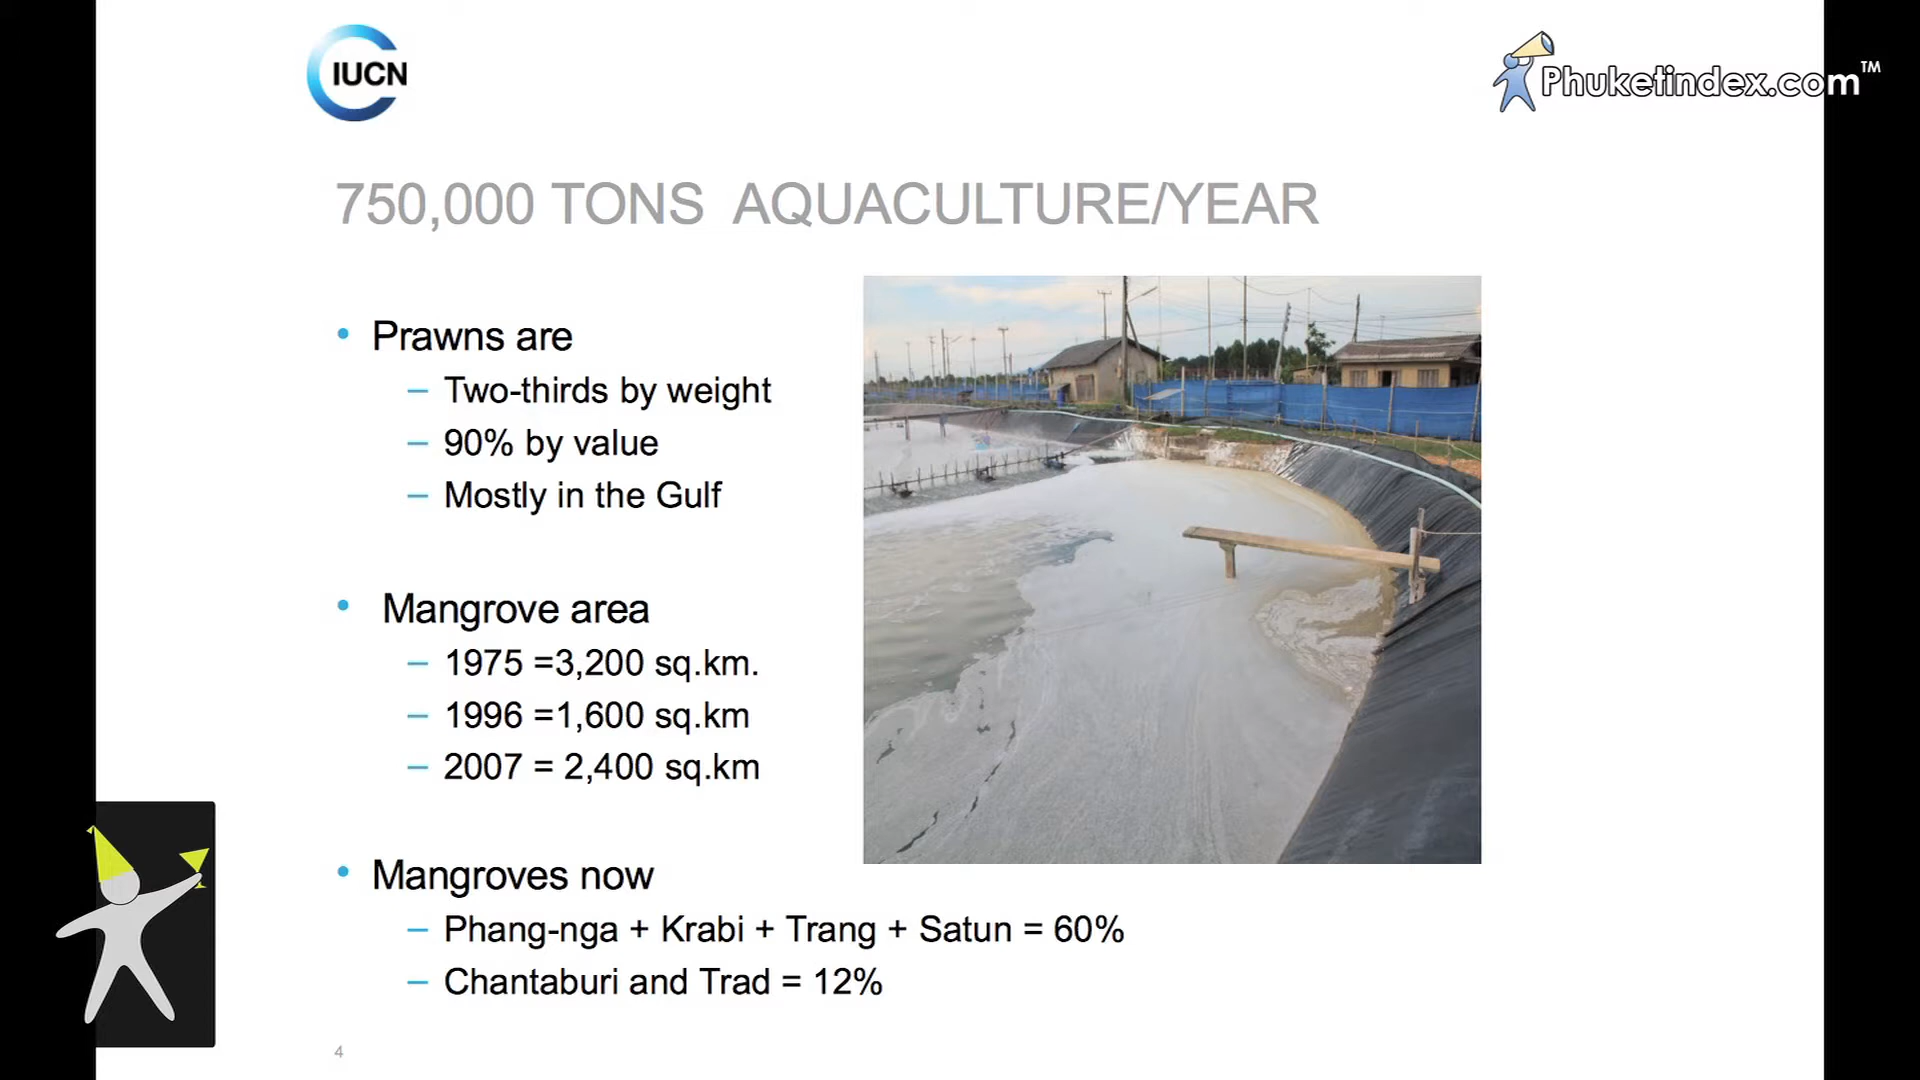 IUCN
Phuketindex.com™
750,000 TONS AQUACULTURE/YEAR
• Prawns are
– Two-thirds by weight
– 90% by value
– Mostly in the Gulf
• Mangrove area
– 1975 =3,200 sq.km.
– 1996 =1,600 sq.km
– 2007 = 2,400 sq.km
• Mangroves now
– Phang-nga + Krabi + Trang + Satun = 60%
– Chantaburi and Trad = 12%
4